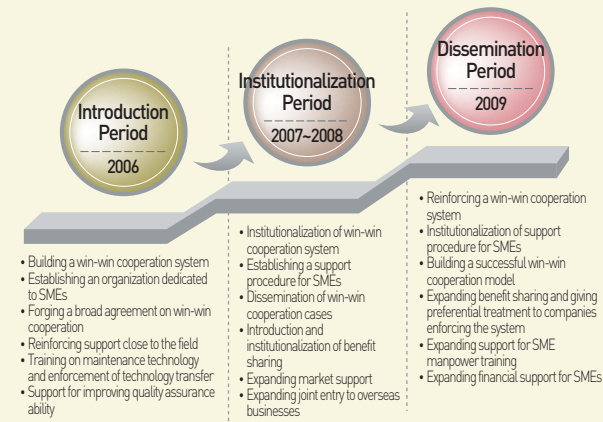 Introduction
Period
2006
• Building a win-win cooperation system
• Establishing an organization dedicated
to SMEs
• Forging a broad agreement on win-win
cooperation
• Reinforcing support close to the field
• Training on maintenance technology
and enforcement of technology transfer
• Support for improving quality assurance
ability
Institutionalization
Period
2007~2008
• Institutionalization of win-win
cooperation system
• Establishing a support
procedure for SMEs
• Dissemination of win-win
cooperation cases
• Introduction and
institutionalization of benefit
sharing
• Expanding market support
• Expanding joint entry to overseas
businesses
Dissemination
Period
2009
• Reinforcing a win-win cooperation
system
• Institutionalization of support
procedure for SMEs
• Building a successful win-win
cooperation model
• Expanding benefit sharing and giving
preferential treatment to companies
enforcing the system
• Expanding support for SME
manpower training
• Expanding financial support for SMEs